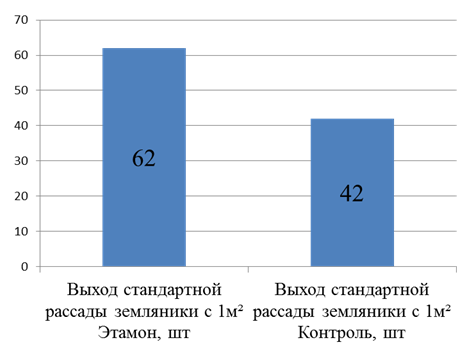 70
60
50
40
30
20
10
0
62
42
Выход стандартной
рассады земляники с 1м²
Этамон, шт
Выход стандартной
рассады земляники с 1м²
Контроль, шт